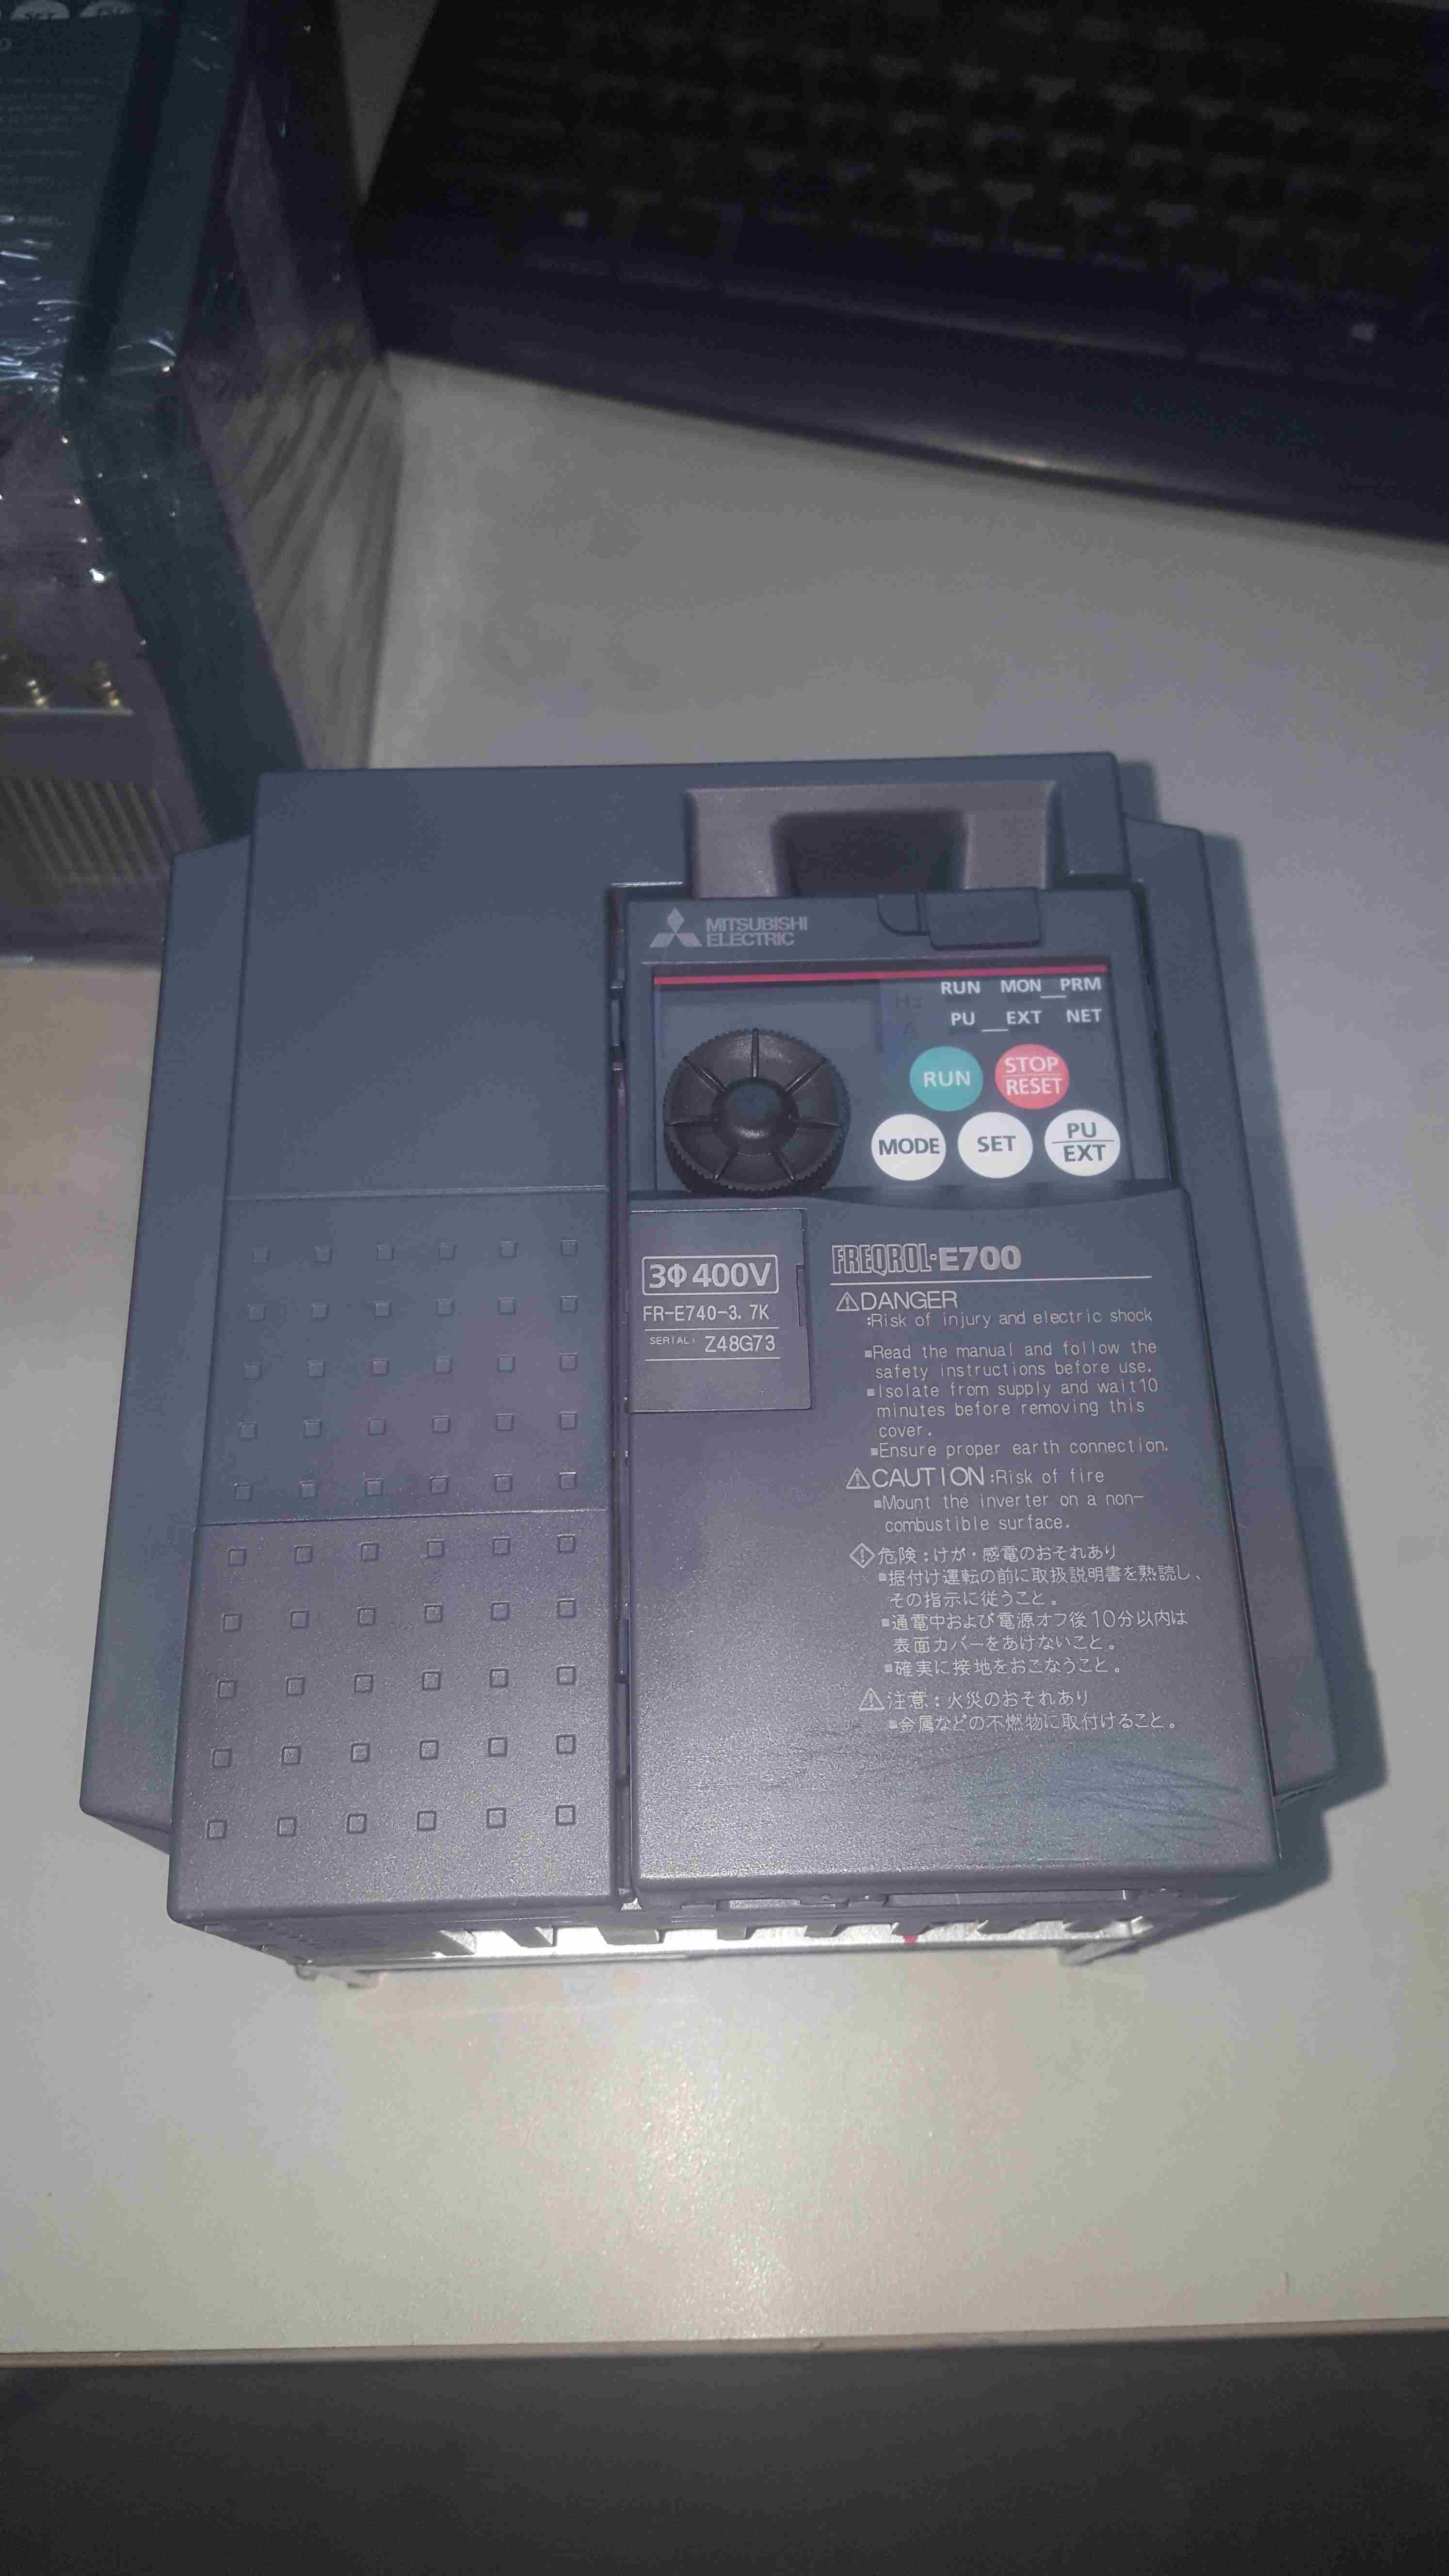 MITSUBISHI
ELECTRIC
RUN MON PRM
PU EXT NET
Hz
A
RUN
STOP
RESET
MODE
SET
PU
EXT
3Φ400V
FR-E740-3.7K
SERIAL: Z48G73
FREQROL-E700
⚠DANGER
:Risk of injury and electric shock
■Read the manual and follow the
safety instructions before use.
■Isolate from supply and wait10
minutes before removing this
cover.
■Ensure proper earth connection.
⚠CAUTION:Risk of fire
■Mount the inverter on a non-
combustible surface.
危険:けが・感電のおそれあり
■据付け運転の前に取扱説明書を熟読し、
その指示に従うこと。
■通電中および電源オフ後10分以内は
表面カバーをあけないこと。
■確実に接地をおこなうこと。
⚠注意:火災のおそれあり
■金属などの不燃物に取付けること。